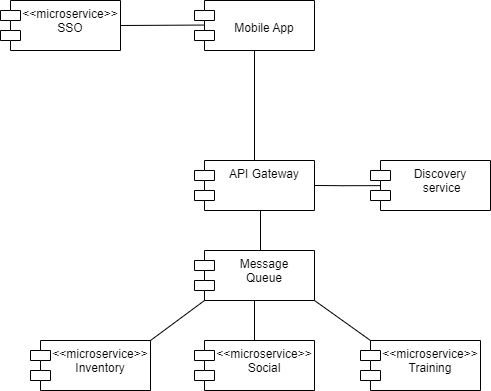 <<microservice>>
SSO
Mobile App
API Gateway
Discovery
service
Message
Queue
<<microservice>>
Inventory
<<microservice>>
Social
<<microservice>>
Training